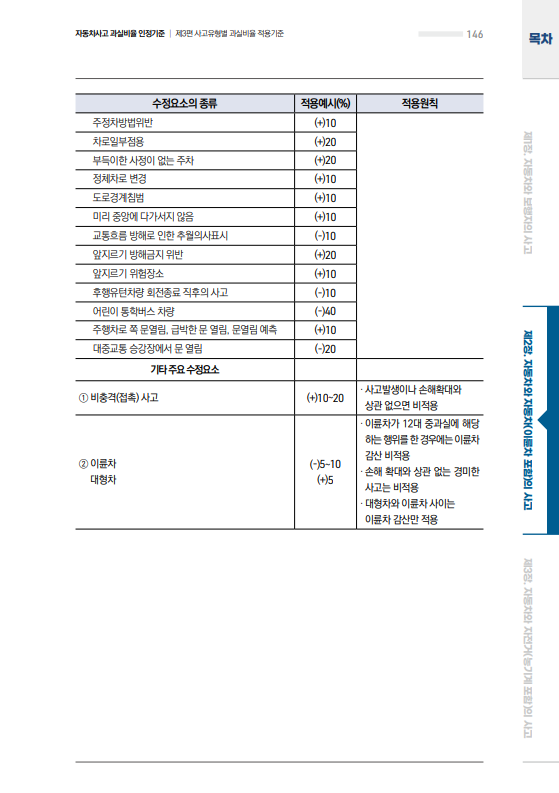 자동차사고 과실비율 인정기준 | 제3편 사고유형별 과실비율 적용기준
146
목차
수정요소의 종류 적용예시(%) 적용원칙
주정차방법위반 (+)10
차로일부점용 (+)20
부득이한 사정이 없는 주차 (+)20
정체차로 변경 (+)10
도로경계침범 (+)10
미리 중앙에 다가서지 않음 (+)10
교통흐름 방해로 인한 추월의사표시 (-)10
앞지르기 방해금지 위반 (+)20
앞지르기 위험장소 (+)10
후행유턴차량 회전종료 직후의 사고 (-)10
어린이 통학버스 차량 (-)40
주행차로 쪽 문열림, 급박한 문 열림, 문열림 예측 (+)10
대중교통 승강장에서 문 열림 (-)20
기타 주요 수정요소
① 비충격(접촉) 사고 (+)10~20
· 사고발생이나 손해확대와
상관 없으면 비적용
② 이륜차
대형차
(-)5~10
(+)5
· 이륜차가 12대 중과실에 해당
하는 행위를 한 경우에는 이륜차
감산 비적용
· 손해 확대와 상관 없는 경미한
사고는 비적용
· 대형차와 이륜차 사이는
이륜차 감산만 적용
제1장. 자동차와 보행자의 사고
제2장. 자동차와 자동차(이륜차 포함)의 사고
제3장. 자동차와 자전거(농기계 포함)의 사고